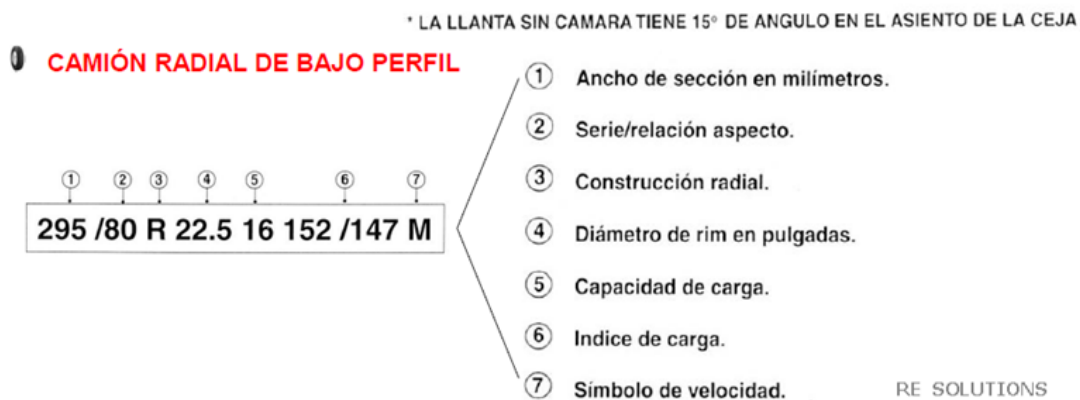 * LA LLANTA SIN CAMARA TIENE 15° DE ANGULO EN EL ASIENTO DE LA CEJA
CAMIÓN RADIAL DE BAJO PERFIL
① ② ③ ④ ⑤ ⑥ ⑦
295 /80 R 22.5 16 152 /147 M
① Ancho de sección en milímetros.
② Serie/relación aspecto.
③ Construcción radial.
④ Diámetro de rim en pulgadas.
⑤ Capacidad de carga.
⑥ Indice de carga.
⑦ Símbolo de velocidad.
RE SOLUTIONS